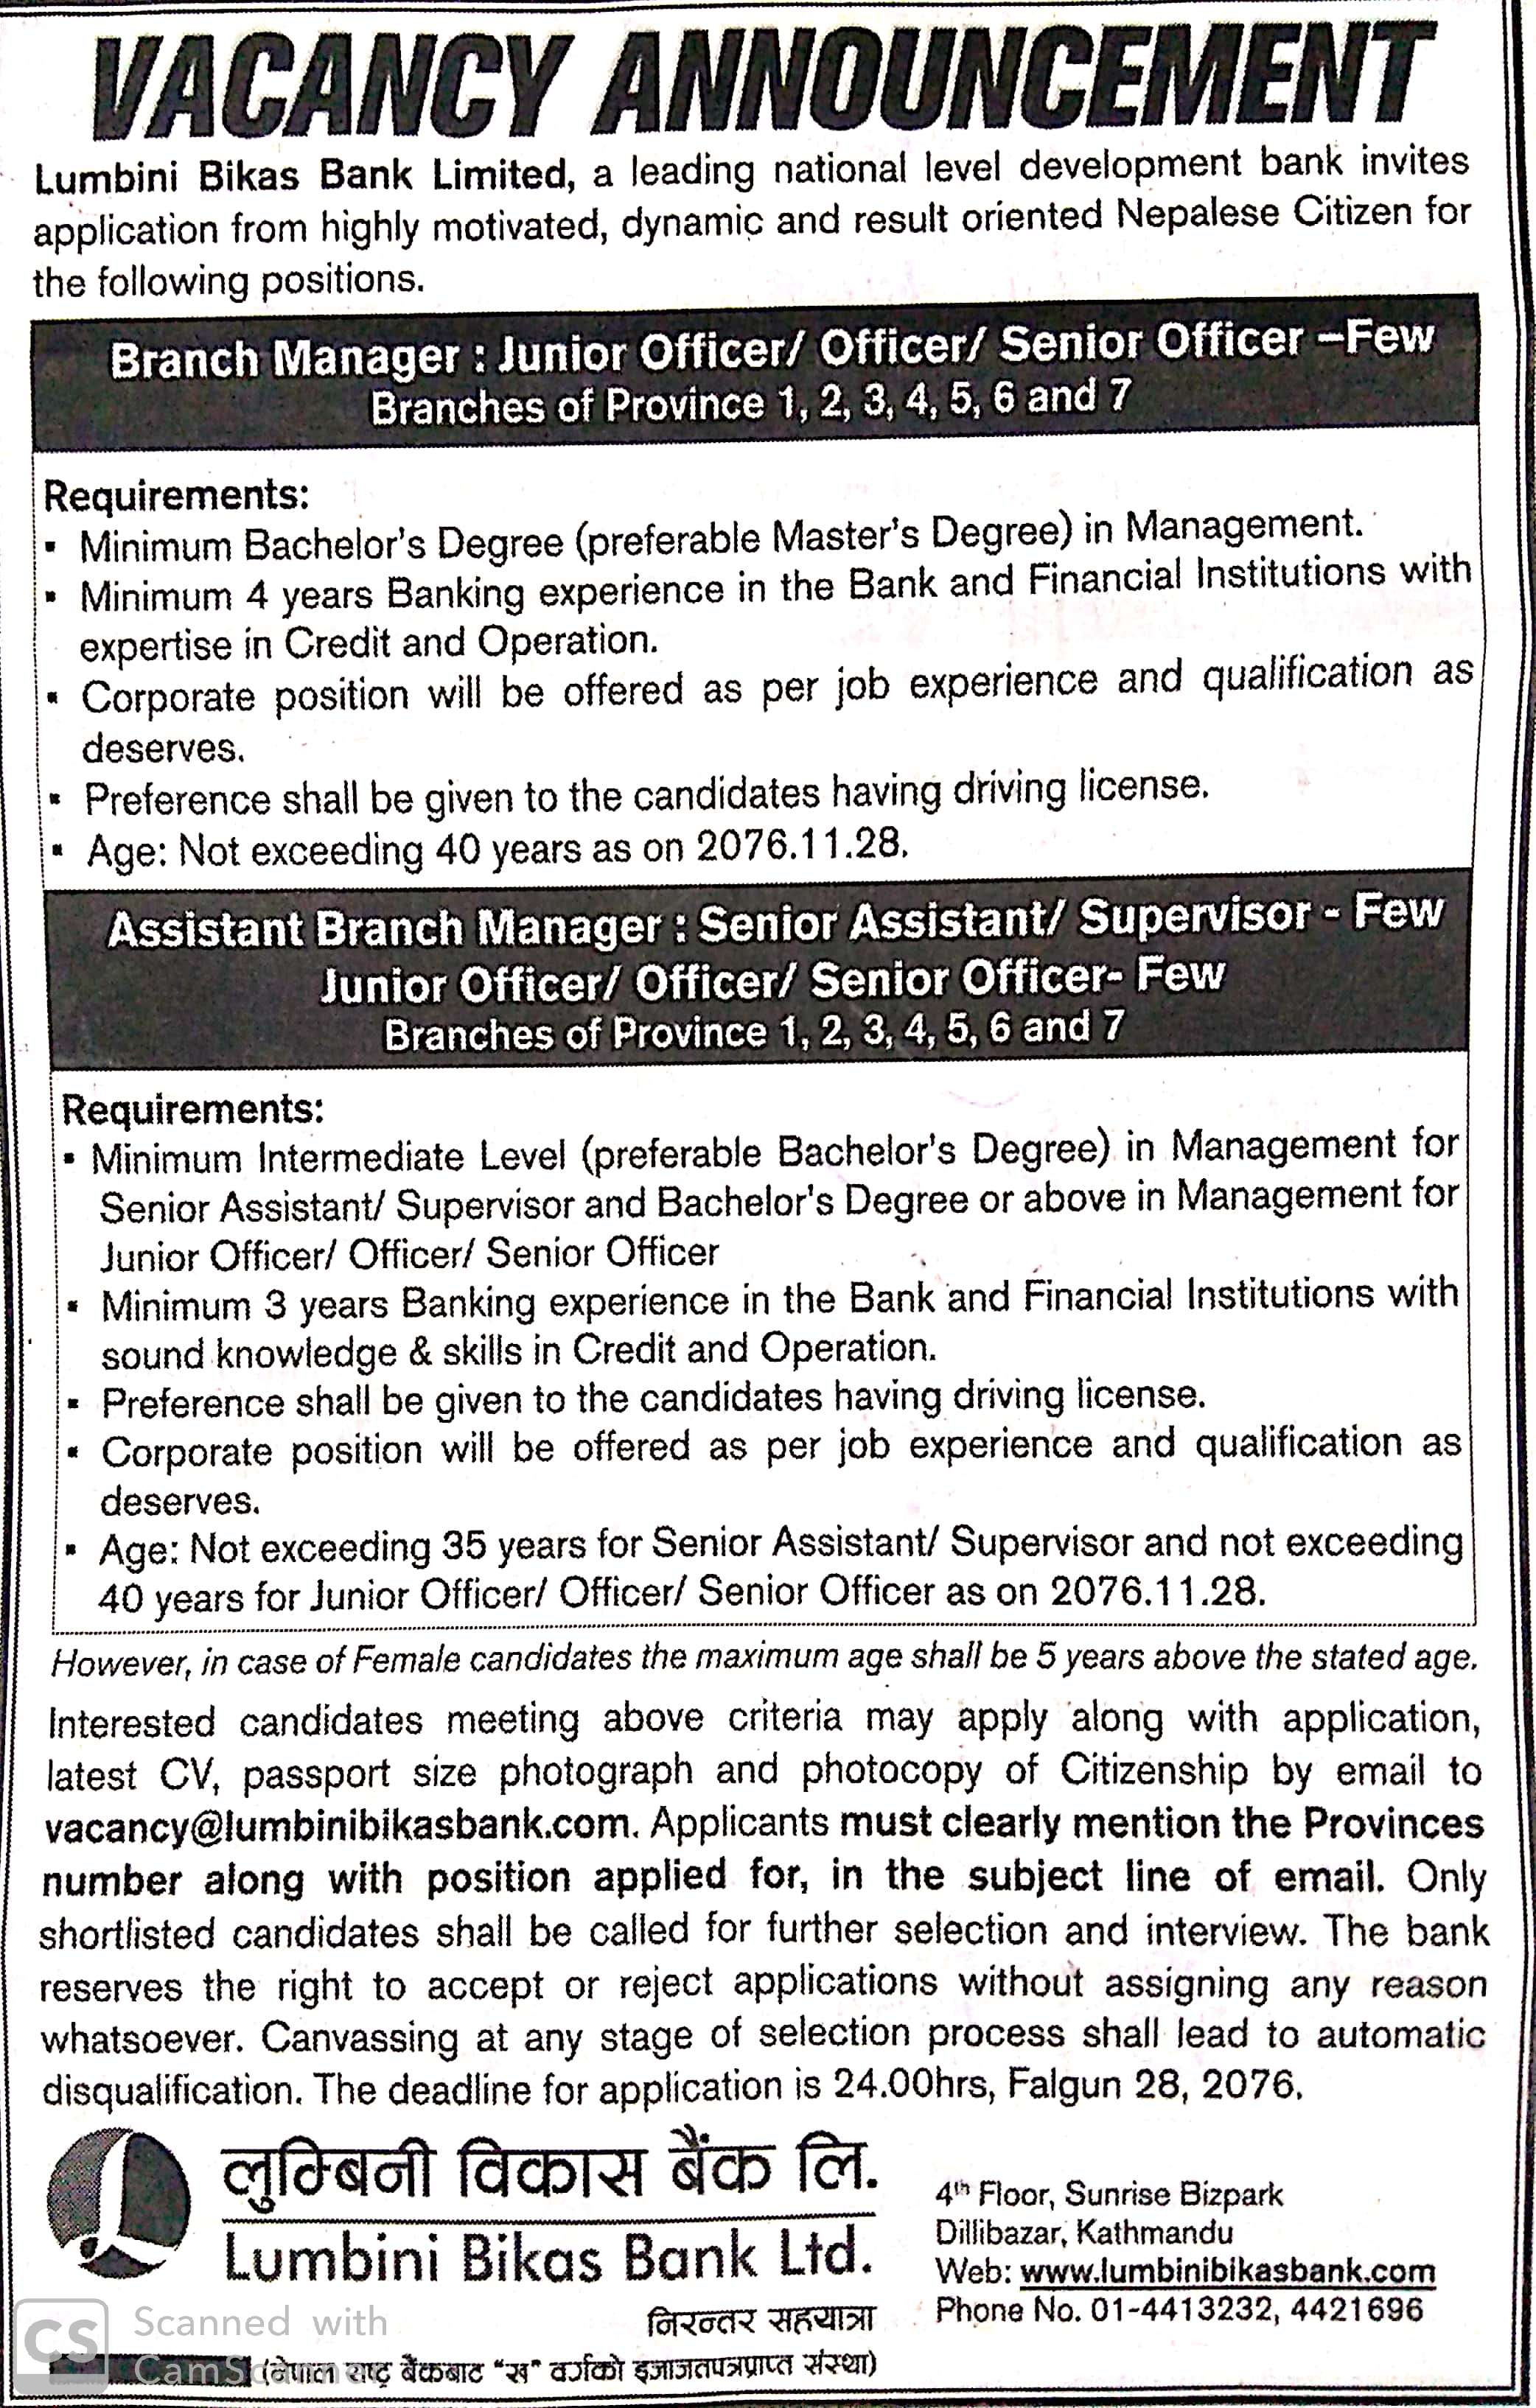 VACANCY ANNOUNCEMENT
Lumbini Bikas Bank Limited, a leading national level development bank invites
application from highly motivated, dynamic and result oriented Nepalese Citizen for
the following positions.
Branch Manager : Junior Officer/ Officer/ Senior Officer –Few
Branches of Province 1, 2, 3, 4, 5, 6 and 7
Requirements:
▪ Minimum Bachelor's Degree (preferable Master's Degree) in Management.
▪ Minimum 4 years Banking experience in the Bank and Financial Institutions with
expertise in Credit and Operation.
▪ Corporate position will be offered as per job experience and qualification as
deserves.
▪ Preference shall be given to the candidates having driving license.
▪ Age: Not exceeding 40 years as on 2076.11.28.
Assistant Branch Manager : Senior Assistant/ Supervisor - Few
Junior Officer/ Officer/ Senior Officer- Few
Branches of Province 1, 2, 3, 4, 5, 6 and 7
Requirements:
▪ Minimum Intermediate Level (preferable Bachelor's Degree) in Management for
Senior Assistant/ Supervisor and Bachelor's Degree or above in Management for
Junior Officer/ Officer/ Senior Officer
▪ Minimum 3 years Banking experience in the Bank and Financial Institutions with
sound knowledge & skills in Credit and Operation.
▪ Preference shall be given to the candidates having driving license.
▪ Corporate position will be offered as per job experience and qualification as
deserves.
▪ Age: Not exceeding 35 years for Senior Assistant/ Supervisor and not exceeding
40 years for Junior Officer/ Officer/ Senior Officer as on 2076.11.28.
However, in case of Female candidates the maximum age shall be 5 years above the stated age.
Interested candidates meeting above criteria may apply along with application,
latest CV, passport size photograph and photocopy of Citizenship by email to
vacancy@lumbinibikasbank.com. Applicants must clearly mention the Provinces
number along with position applied for, in the subject line of email. Only
shortlisted candidates shall be called for further selection and interview. The bank
reserves the right to accept or reject applications without assigning any reason
whatsoever. Canvassing at any stage of selection process shall lead to automatic
disqualification. The deadline for application is 24.00hrs, Falgun 28, 2076.
लुम्बिनी विकास बैंक लि.
Lumbini Bikas Bank Ltd.
निरन्तर सहयात्रा
(नेपाल राष्ट्र बैंकबाट "ख" वर्गको इजाजतपत्रप्राप्त संस्था)
4th Floor, Sunrise Bizpark
Dillibazar, Kathmandu
Web: www.lumbinibikasbank.com
Phone No. 01-4413232, 4421696
CS Scanned with
CamScanner